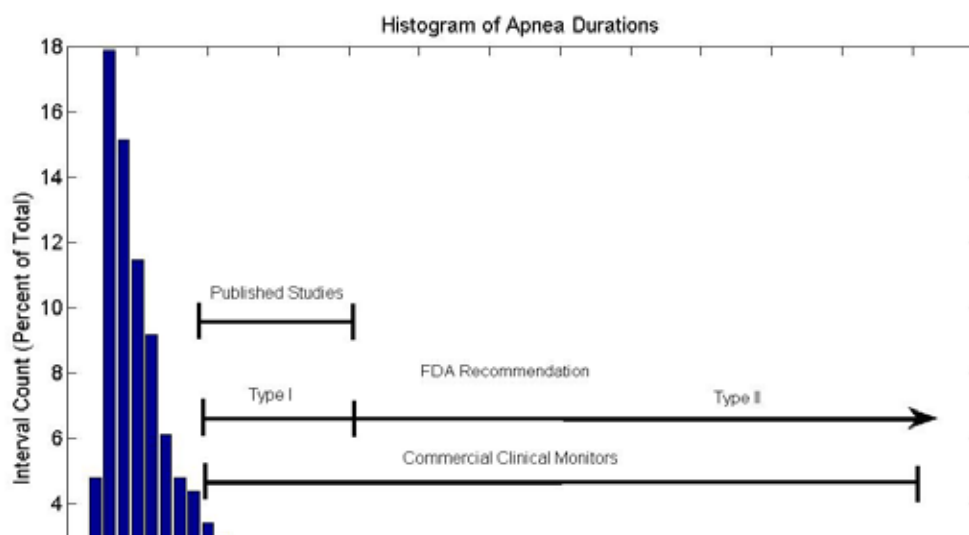 Histogram of Apnea Durations
Interval Count (Percent of Total)
18
16
14
12
10
8
6
4
Published Studies
FDA Recommendation
Type I
Type II
Commercial Clinical Monitors